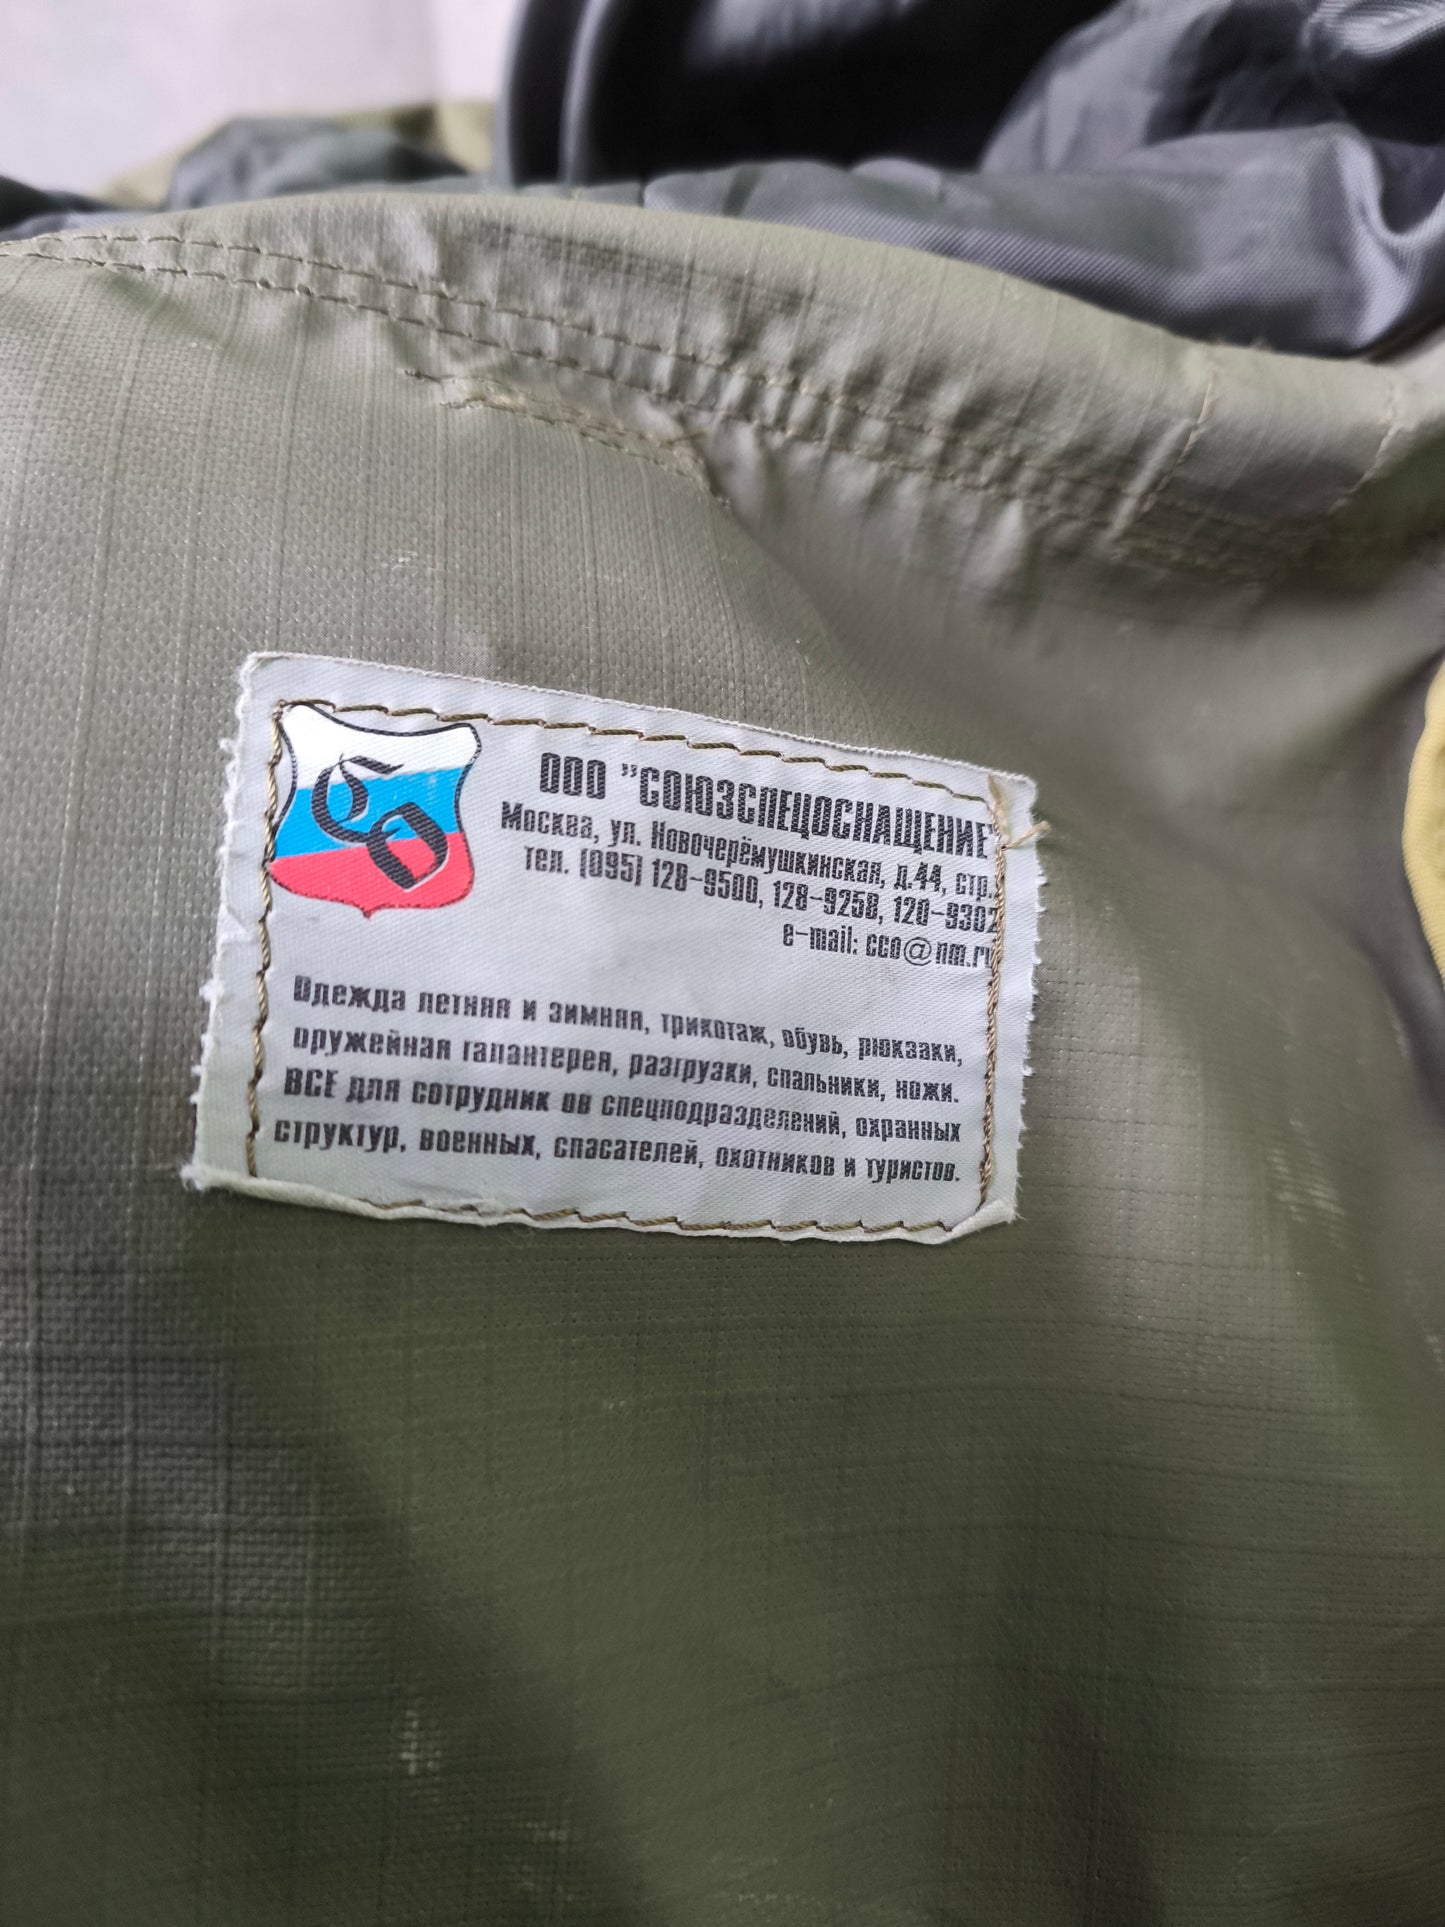 ССО
ООО "СОЮЗСПЕЦОСНАЩЕНИЕ"
Москва, ул. Новочерёмушкинская, д.44, стр.
тел. (095) 128-9500, 128-9258, 120-9302
e-mail: cco@nm.ru
Одежда летняя и зимняя, трикотаж, обувь, рюкзаки,
оружейная галантерея, разгрузки, спальники, ножи.
ВСЕ для сотрудник ов спецподразделений, охранных
структур, военных, спасателей, охотников и туристов.